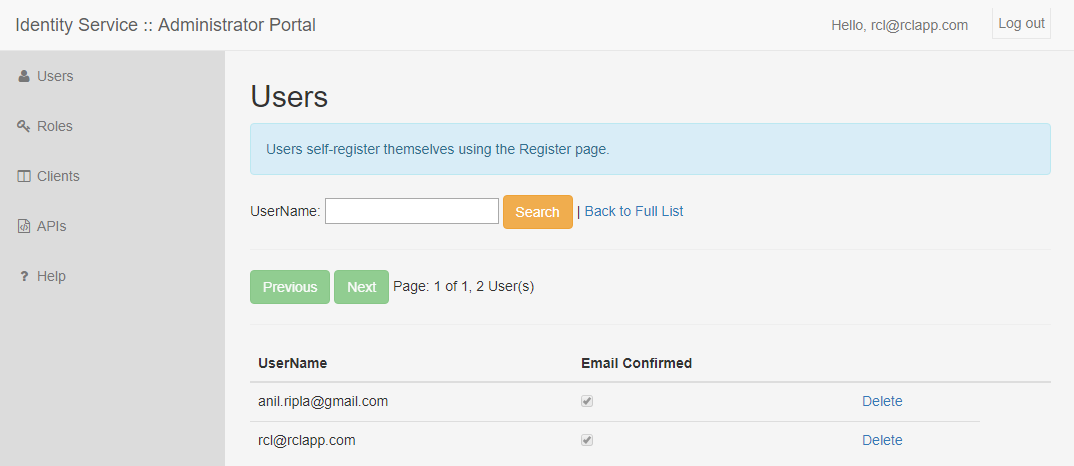 Identity Service :: Administrator Portal
Hello, rcl@rclapp.com
Log out
Users
Roles
Clients
APIs
? Help
Users
Users self-register themselves using the Register page.
UserName: Search | Back to Full List
Previous Next Page: 1 of 1, 2 User(s)
UserName Email Confirmed
anil.ripla@gmail.com Delete
rcl@rclapp.com Delete